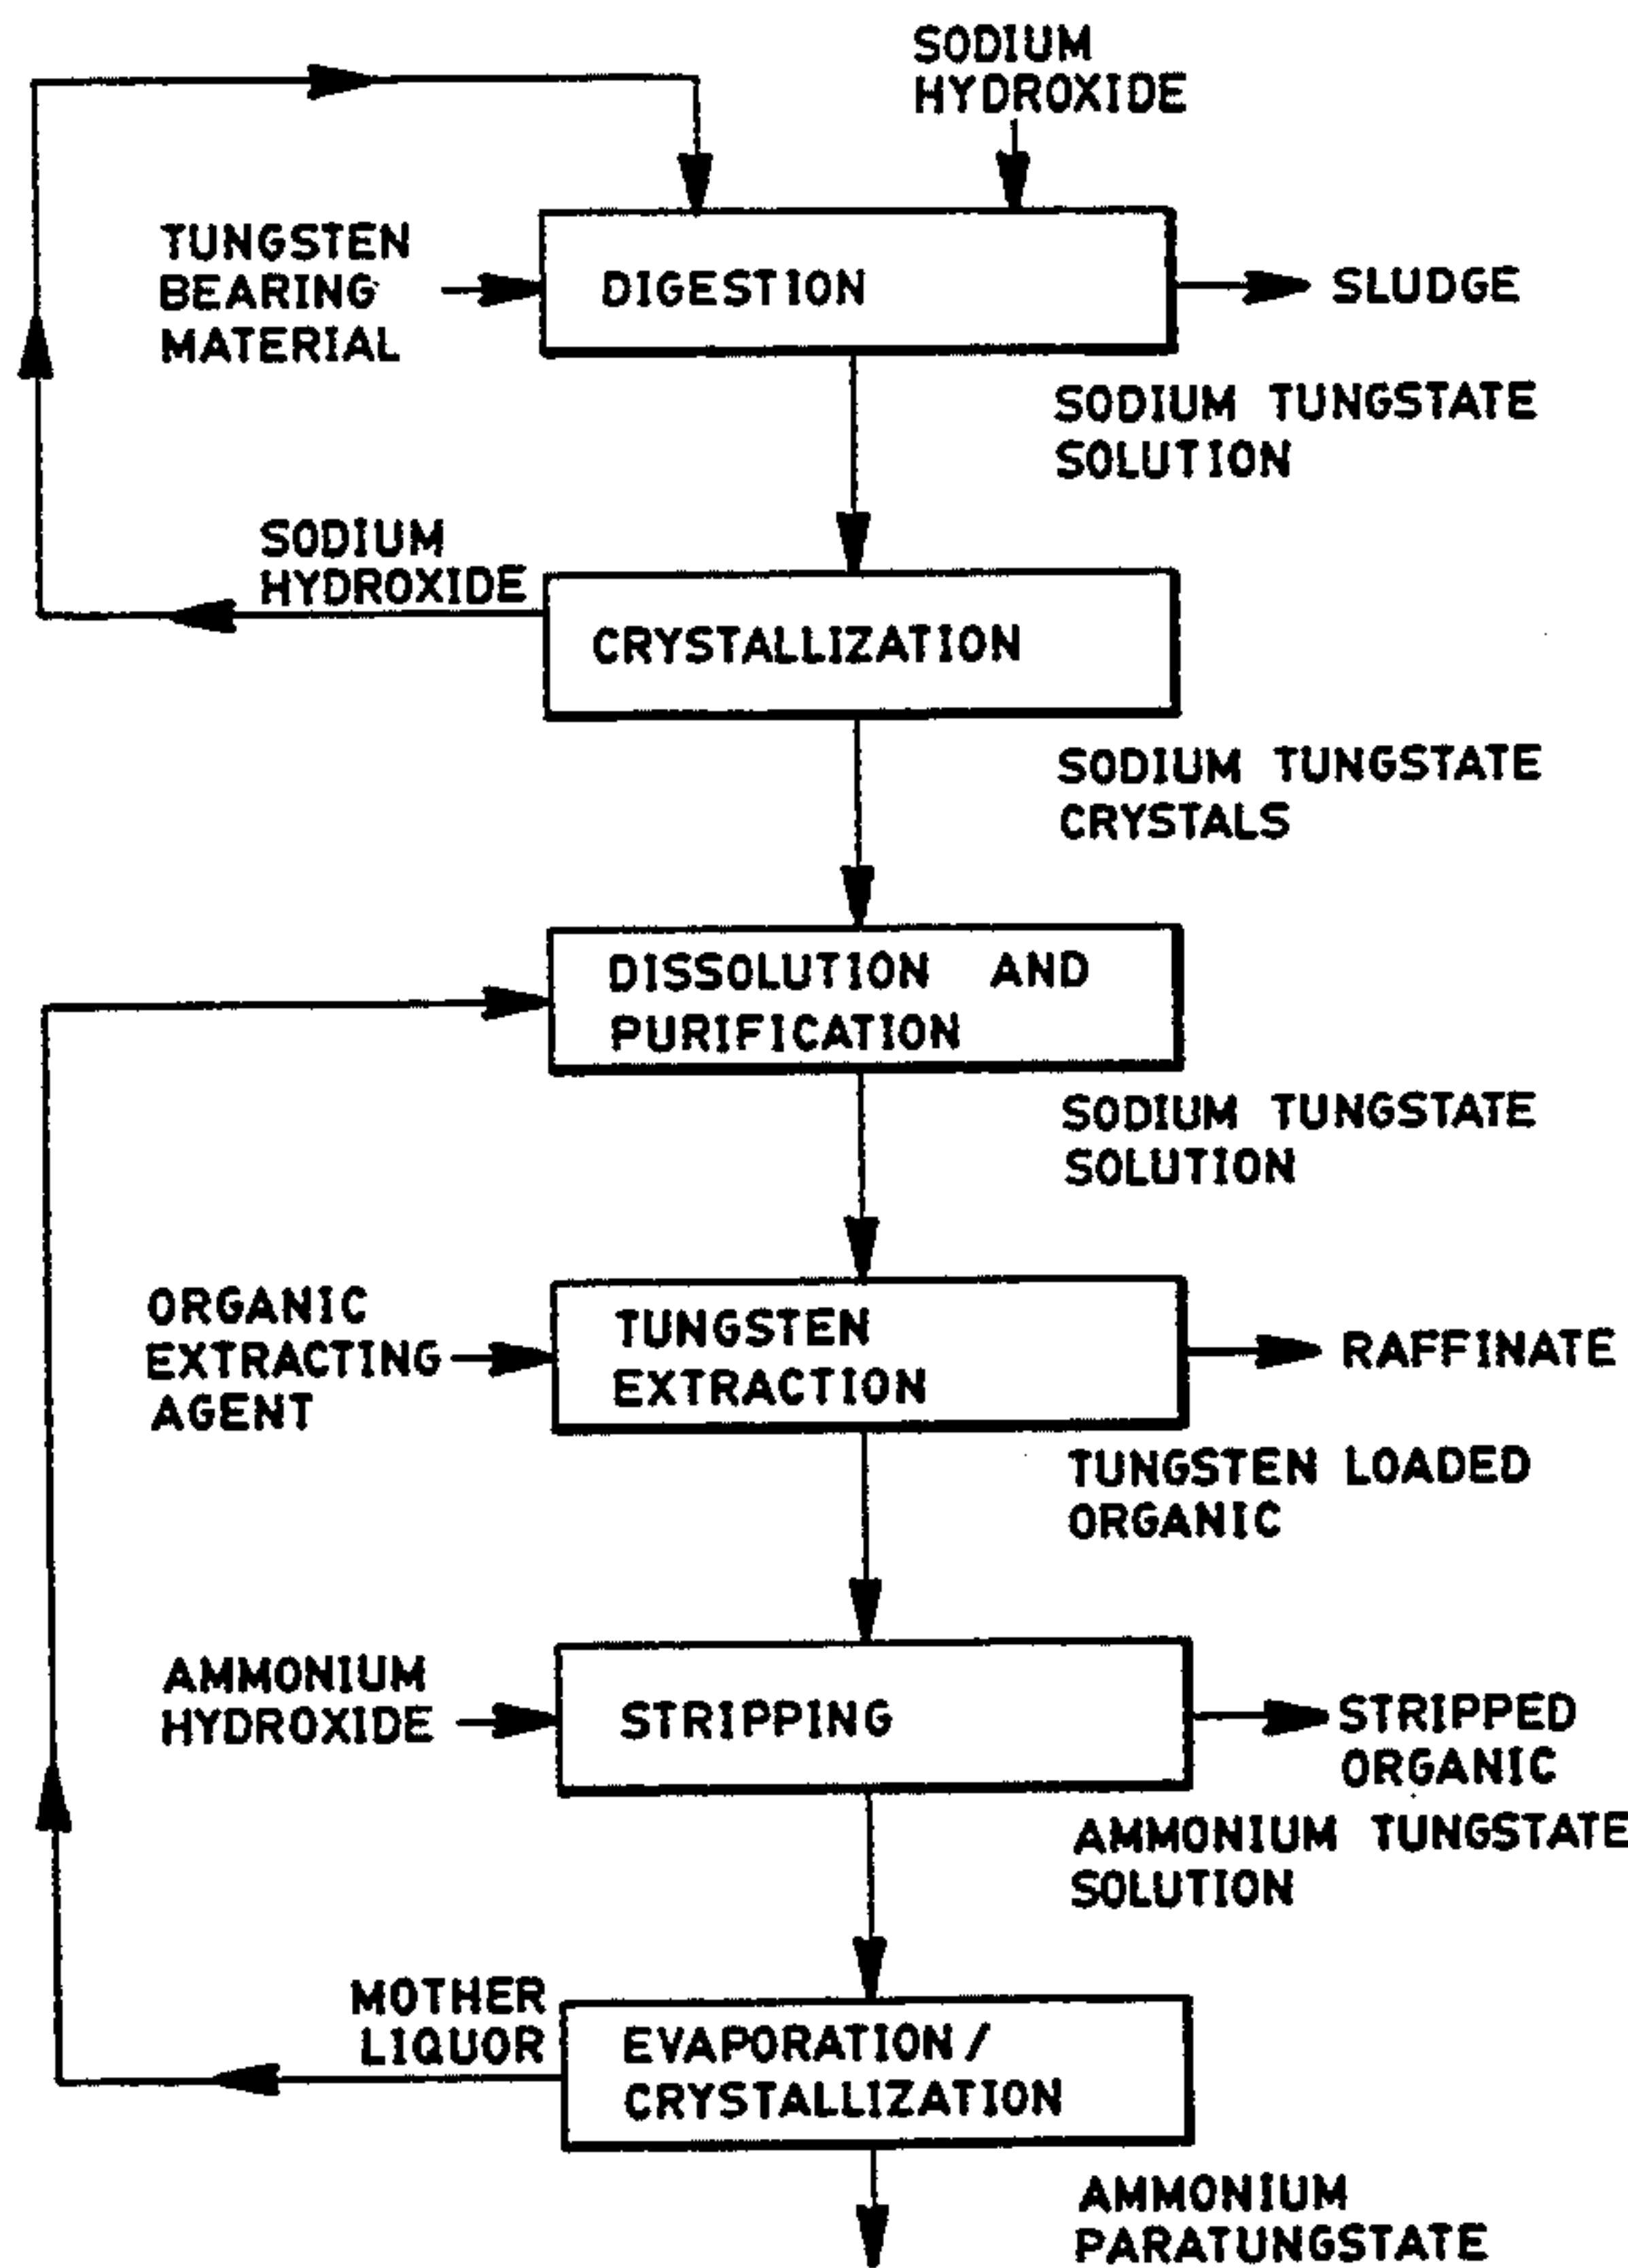 SODIUM
HYDROXIDE
TUNGSTEN
BEARING
MATERIAL
DIGESTION
SLUDGE
SODIUM TUNGSTATE
SOLUTION
SODIUM
HYDROXIDE
CRYSTALLIZATION
SODIUM TUNGSTATE
CRYSTALS
DISSOLUTION AND
PURIFICATION
SODIUM TUNGSTATE
SOLUTION
ORGANIC
EXTRACTING
AGENT
TUNGSTEN
EXTRACTION
RAFFINATE
TUNGSTEN LOADED
ORGANIC
AMMONIUM
HYDROXIDE
STRIPPING
STRIPPED
ORGANIC
AMMONIUM TUNGSTATE
SOLUTION
MOTHER
LIQUOR
EVAPORATION/
CRYSTALLIZATION
AMMONIUM
PARATUNGSTATE